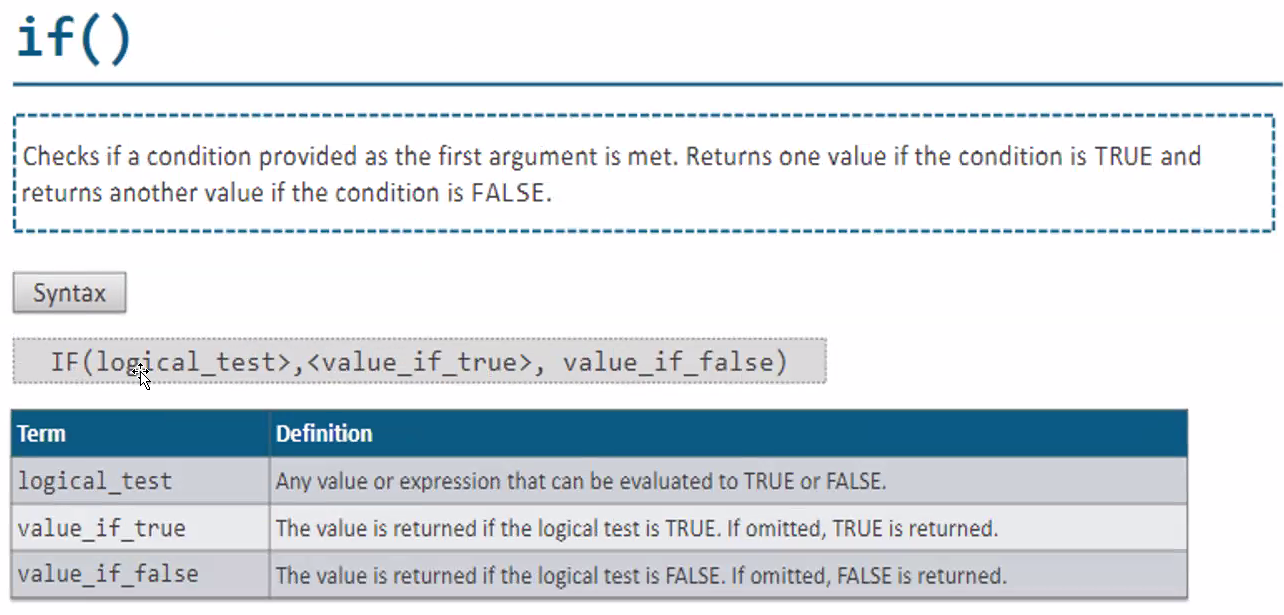 if()
Checks if a condition provided as the first argument is met. Returns one value if the condition is TRUE and
returns another value if the condition is FALSE.
Syntax
IF(logical_test>,<value_if_true>, value_if_false)
Term Definition
logical_test Any value or expression that can be evaluated to TRUE or FALSE.
value_if_true The value is returned if the logical test is TRUE. If omitted, TRUE is returned.
value_if_false The value is returned if the logical test is FALSE. If omitted, FALSE is returned.